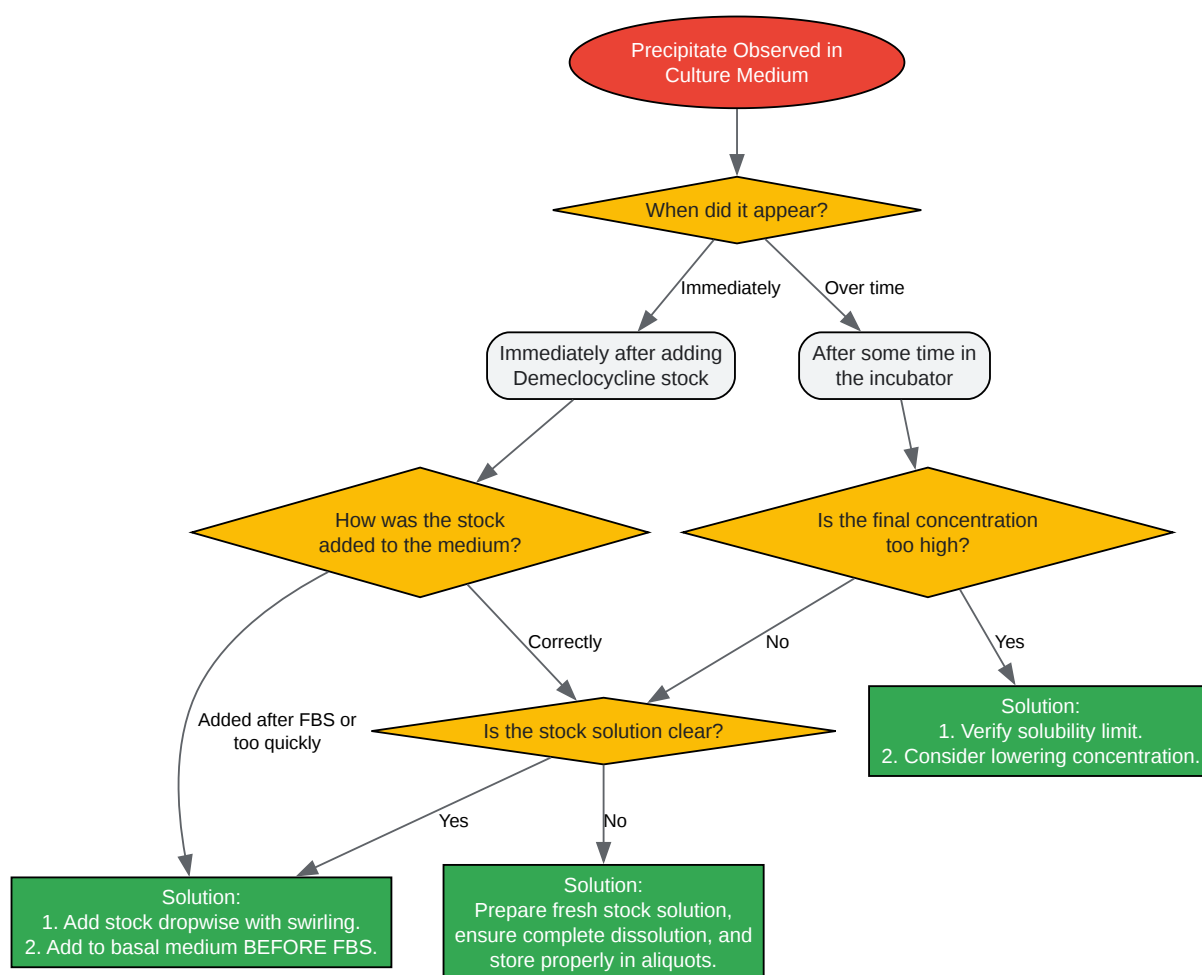 Precipitate Observed in
Culture Medium
When did it appear?
Immediately
Over time
Immediately after adding
Demeclocycline stock
After some time in
the incubator
How was the stock
added to the medium?
Is the final concentration
too high?
Correctly
No
Yes
Added after FBS or
too quickly
Is the stock solution clear?
Solution:
1. Verify solubility limit.
2. Consider lowering concentration.
Yes
No
Solution:
1. Add stock dropwise with swirling.
2. Add to basal medium BEFORE FBS.
Solution:
Prepare fresh stock solution,
ensure complete dissolution, and
store properly in aliquots.